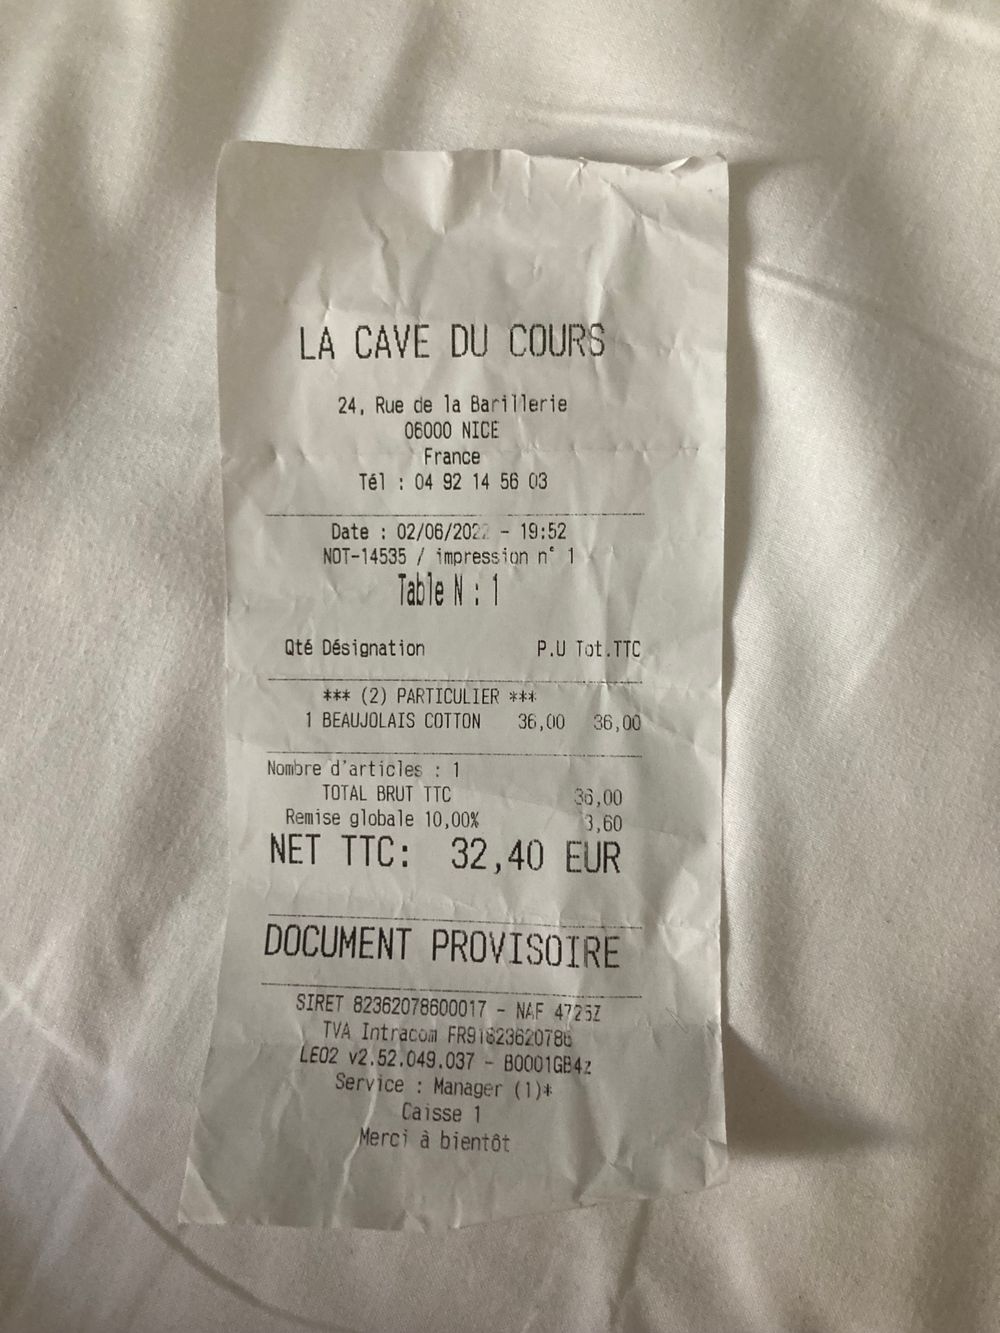 LA CAVE DU COURS
24, Rue de la Barillerie
06000 NICE
France
Tél : 04 92 14 56 03
Date : 02/06/2022 - 19:52
NOT-14535 / impression n° 1
Table N : 1
Qté Désignation P.U Tot.TTC
*** (2) PARTICULIER ***
1 BEAUJOLAIS COTTON 36,00 36,00
Nombre d'articles : 1
TOTAL BRUT TTC 36,00
Remise globale 10,00% 3,60
NET TTC: 32,40 EUR
DOCUMENT PROVISOIRE
SIRET 82362078600017 - NAF 4725Z
TVA Intracom FR91823620786
LEO2 v2.52.049.037 - B0001GB4z
Service : Manager (1)*
Caisse 1
Merci à bientôt